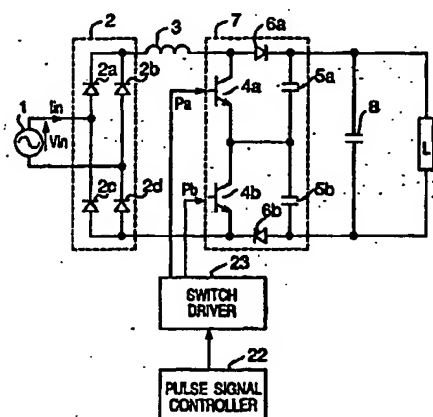 2
3
7
6a
2a
2b
4a
5a
1
Iin
Vin
Pa
8
L
2c
2d
Pb
4b
5b
6b
23
SWITCH
DRIVER
22
PULSE SIGNAL
CONTROLLER